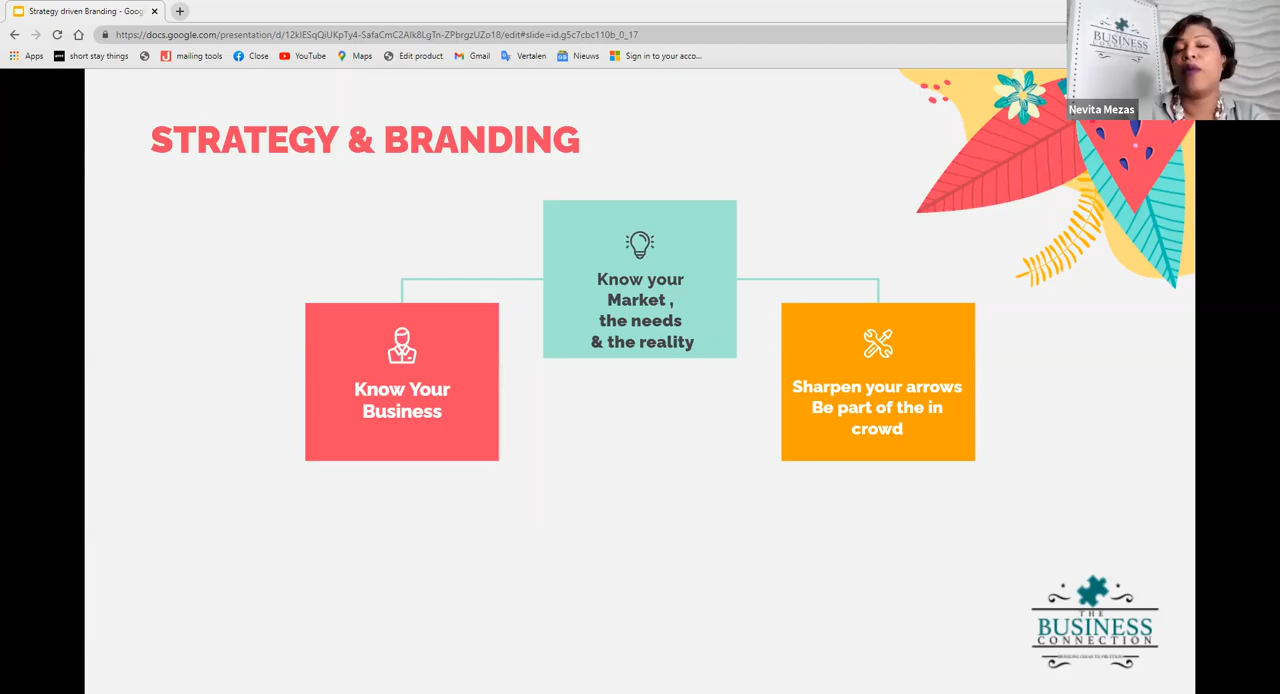 Strategy driven Branding - Goog
https://docs.google.com/presentation/d/12kIESqQiUKpTy4-SafaCmC2AIk8LgTn-ZPbrgzUZo18/edit#slide=id.g5c7cbc110b_0_17
Apps
short stay things
mailing tools
Close
YouTube
Maps
Edit product
Gmail
Vertalen
Nieuws
Sign in to your acco...
BUSINESS
Nevita Mezas
STRATEGY & BRANDING
Know your
Market ,
the needs
& the reality
Know Your
Business
Sharpen your arrows
Be part of the in
crowd
THE
BUSINESS
CONNECTION